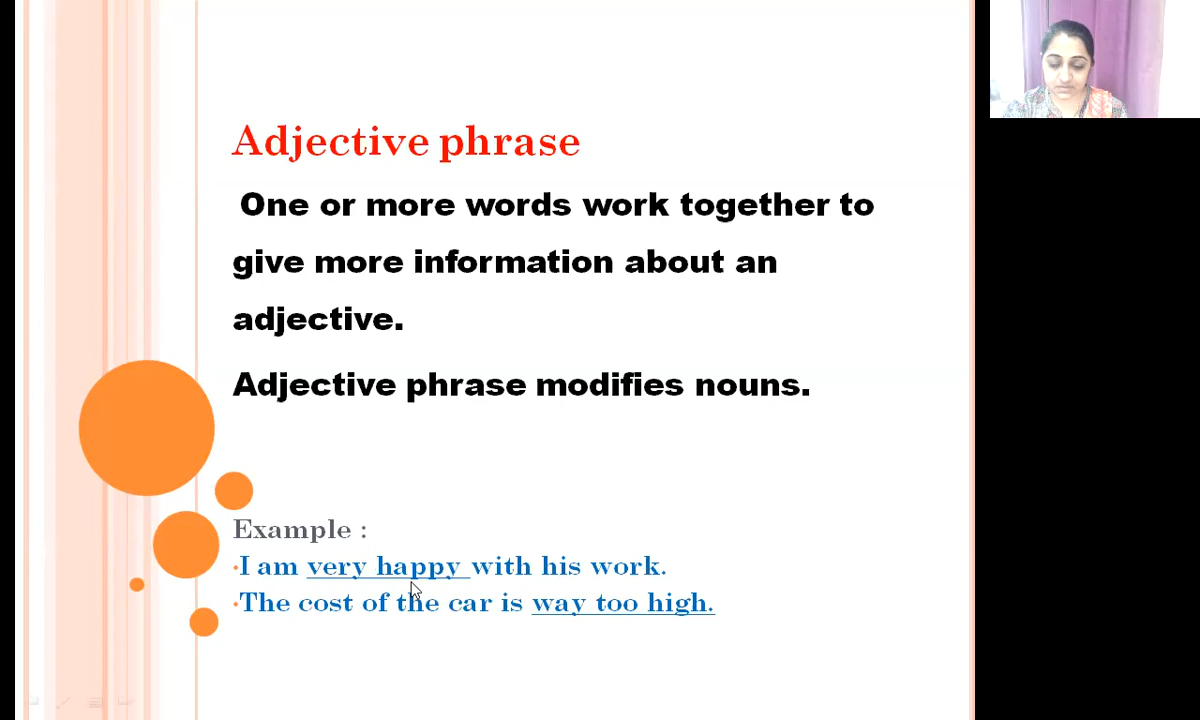 Adjective phrase
One or more words work together to
give more information about an
adjective.
Adjective phrase modifies nouns.
Example :
•I am very happy with his work.
•The cost of the car is way too high.